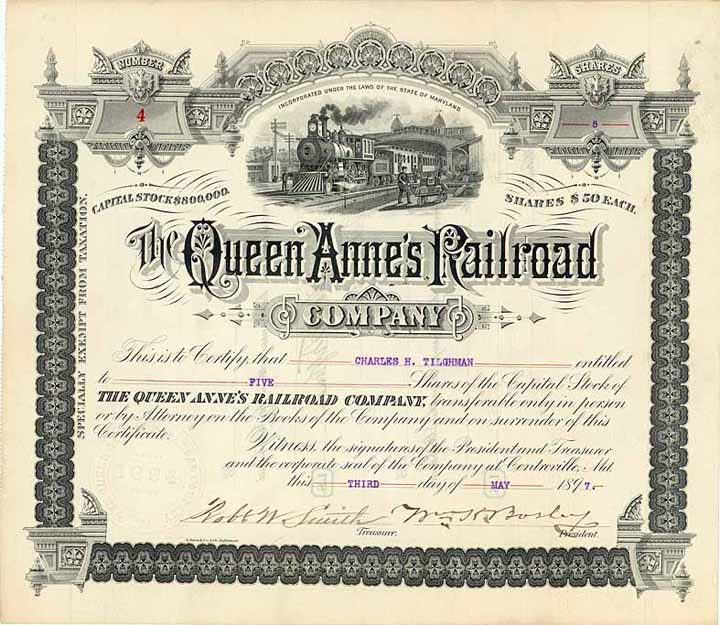 NUMBER
4
SHARES
5
INCORPORATED UNDER THE LAWS OF THE STATE OF MARYLAND.
CAPITAL STOCK $800,000.
SHARES $50 EACH.
The Queen Anne's Railroad
COMPANY
SPECIALLY EXEMPT FROM TAXATION.
This is to Certify, that CHARLES H. TILGHMAN entitled
to FIVE Shares of the Capital Stock of
THE QUEEN ANNE'S RAILROAD COMPANY, transferable only in person
or by Attorney on the Books of the Company and on surrender of this
Certificate.
Witness, the signatures of the President and Treasurer
and the corporate seal of the Company at Centreville, Md.
this THIRD day of MAY 1897.
Robt W Smith
Wm H Bosley
Treasurer.
President.